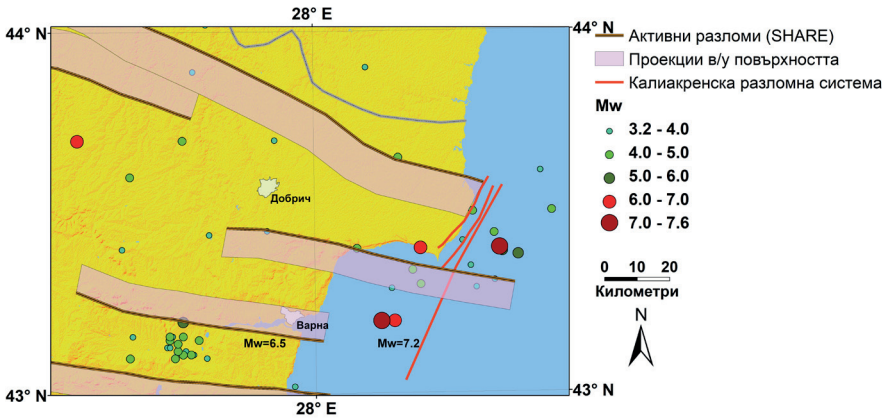 28° E
44° N
44° N
Активни разломи (SHARE)
Проекции в/у повърхността
Калиакренска разломна система
Mw
3.2 - 4.0
4.0 - 5.0
5.0 - 6.0
6.0 - 7.0
7.0 - 7.6
Добрич
0 10 20
Километри
N
Варна
Mw=6.5
Mw=7.2
43° N
43° N
28° E